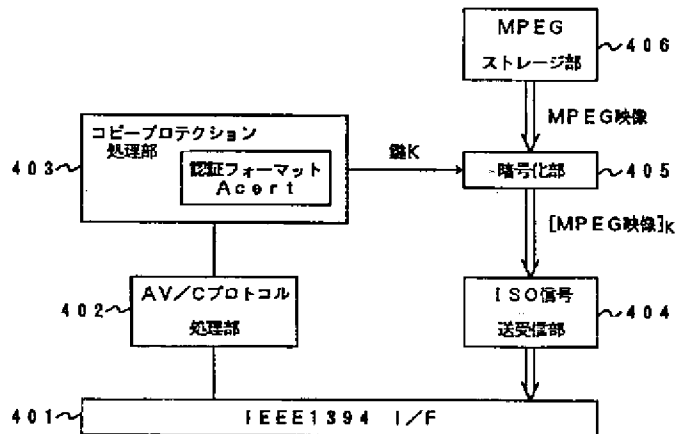 MPEG
ストレージ部
406
MPEG映像
コピープロテクション
処理部
認証フォーマット
Acert
403
鍵K
暗号化部
405
[MPEG映像]K
AV/Cプロトコル
処理部
402
ISO信号
送受信部
404
401
IEEE1394 I/F